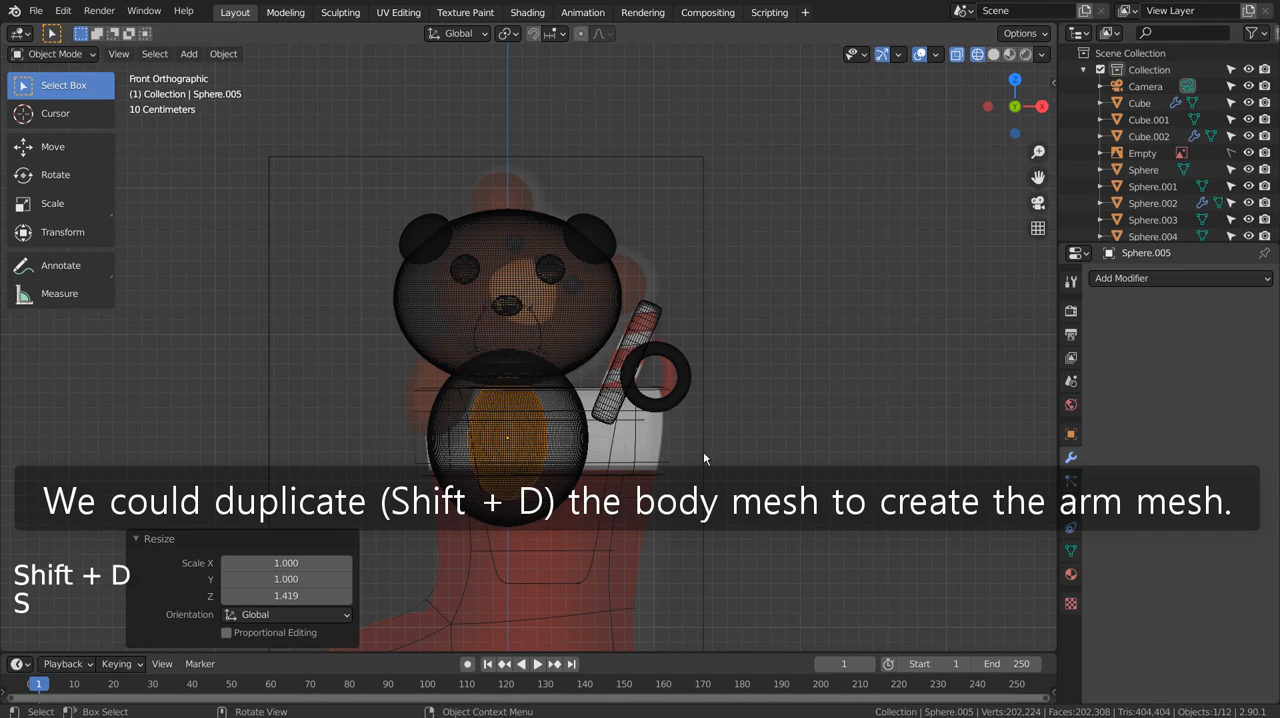 File Edit Render Window Help
Layout Modeling Sculpting UV Editing Texture Paint Shading Animation Rendering Compositing Scripting +
Scene
View Layer
Global
Options
Object Mode
View Select Add Object
Select Box
Cursor
Move
Rotate
Scale
Transform
Annotate
Measure
Front Orthographic
(1) Collection | Sphere.005
10 Centimeters
Scene Collection
Collection
Camera
Cube
Cube.001
Cube.002
Empty
Sphere
Sphere.001
Sphere.002
Sphere.003
Sphere.004
Sphere.005
Add Modifier
We could duplicate (Shift + D) the body mesh to create the arm mesh.
Shift + D
S
Resize
Scale X 1.000
Y 1.000
Z 1.419
Orientation Global
Proportional Editing
Playback Keying View Marker
1 Start 1 End 250
1 10 20 30 40 50 60 70 80 90 100 110 120 130 140 150 160 170 180 190 200 210 220 230 240 250
Select Box Select Rotate View Object Context Menu
Collection | Sphere.005 | Verts:202,224 | Faces:202,308 | Tris:404,404 | Objects:1/12 | 2.90.1